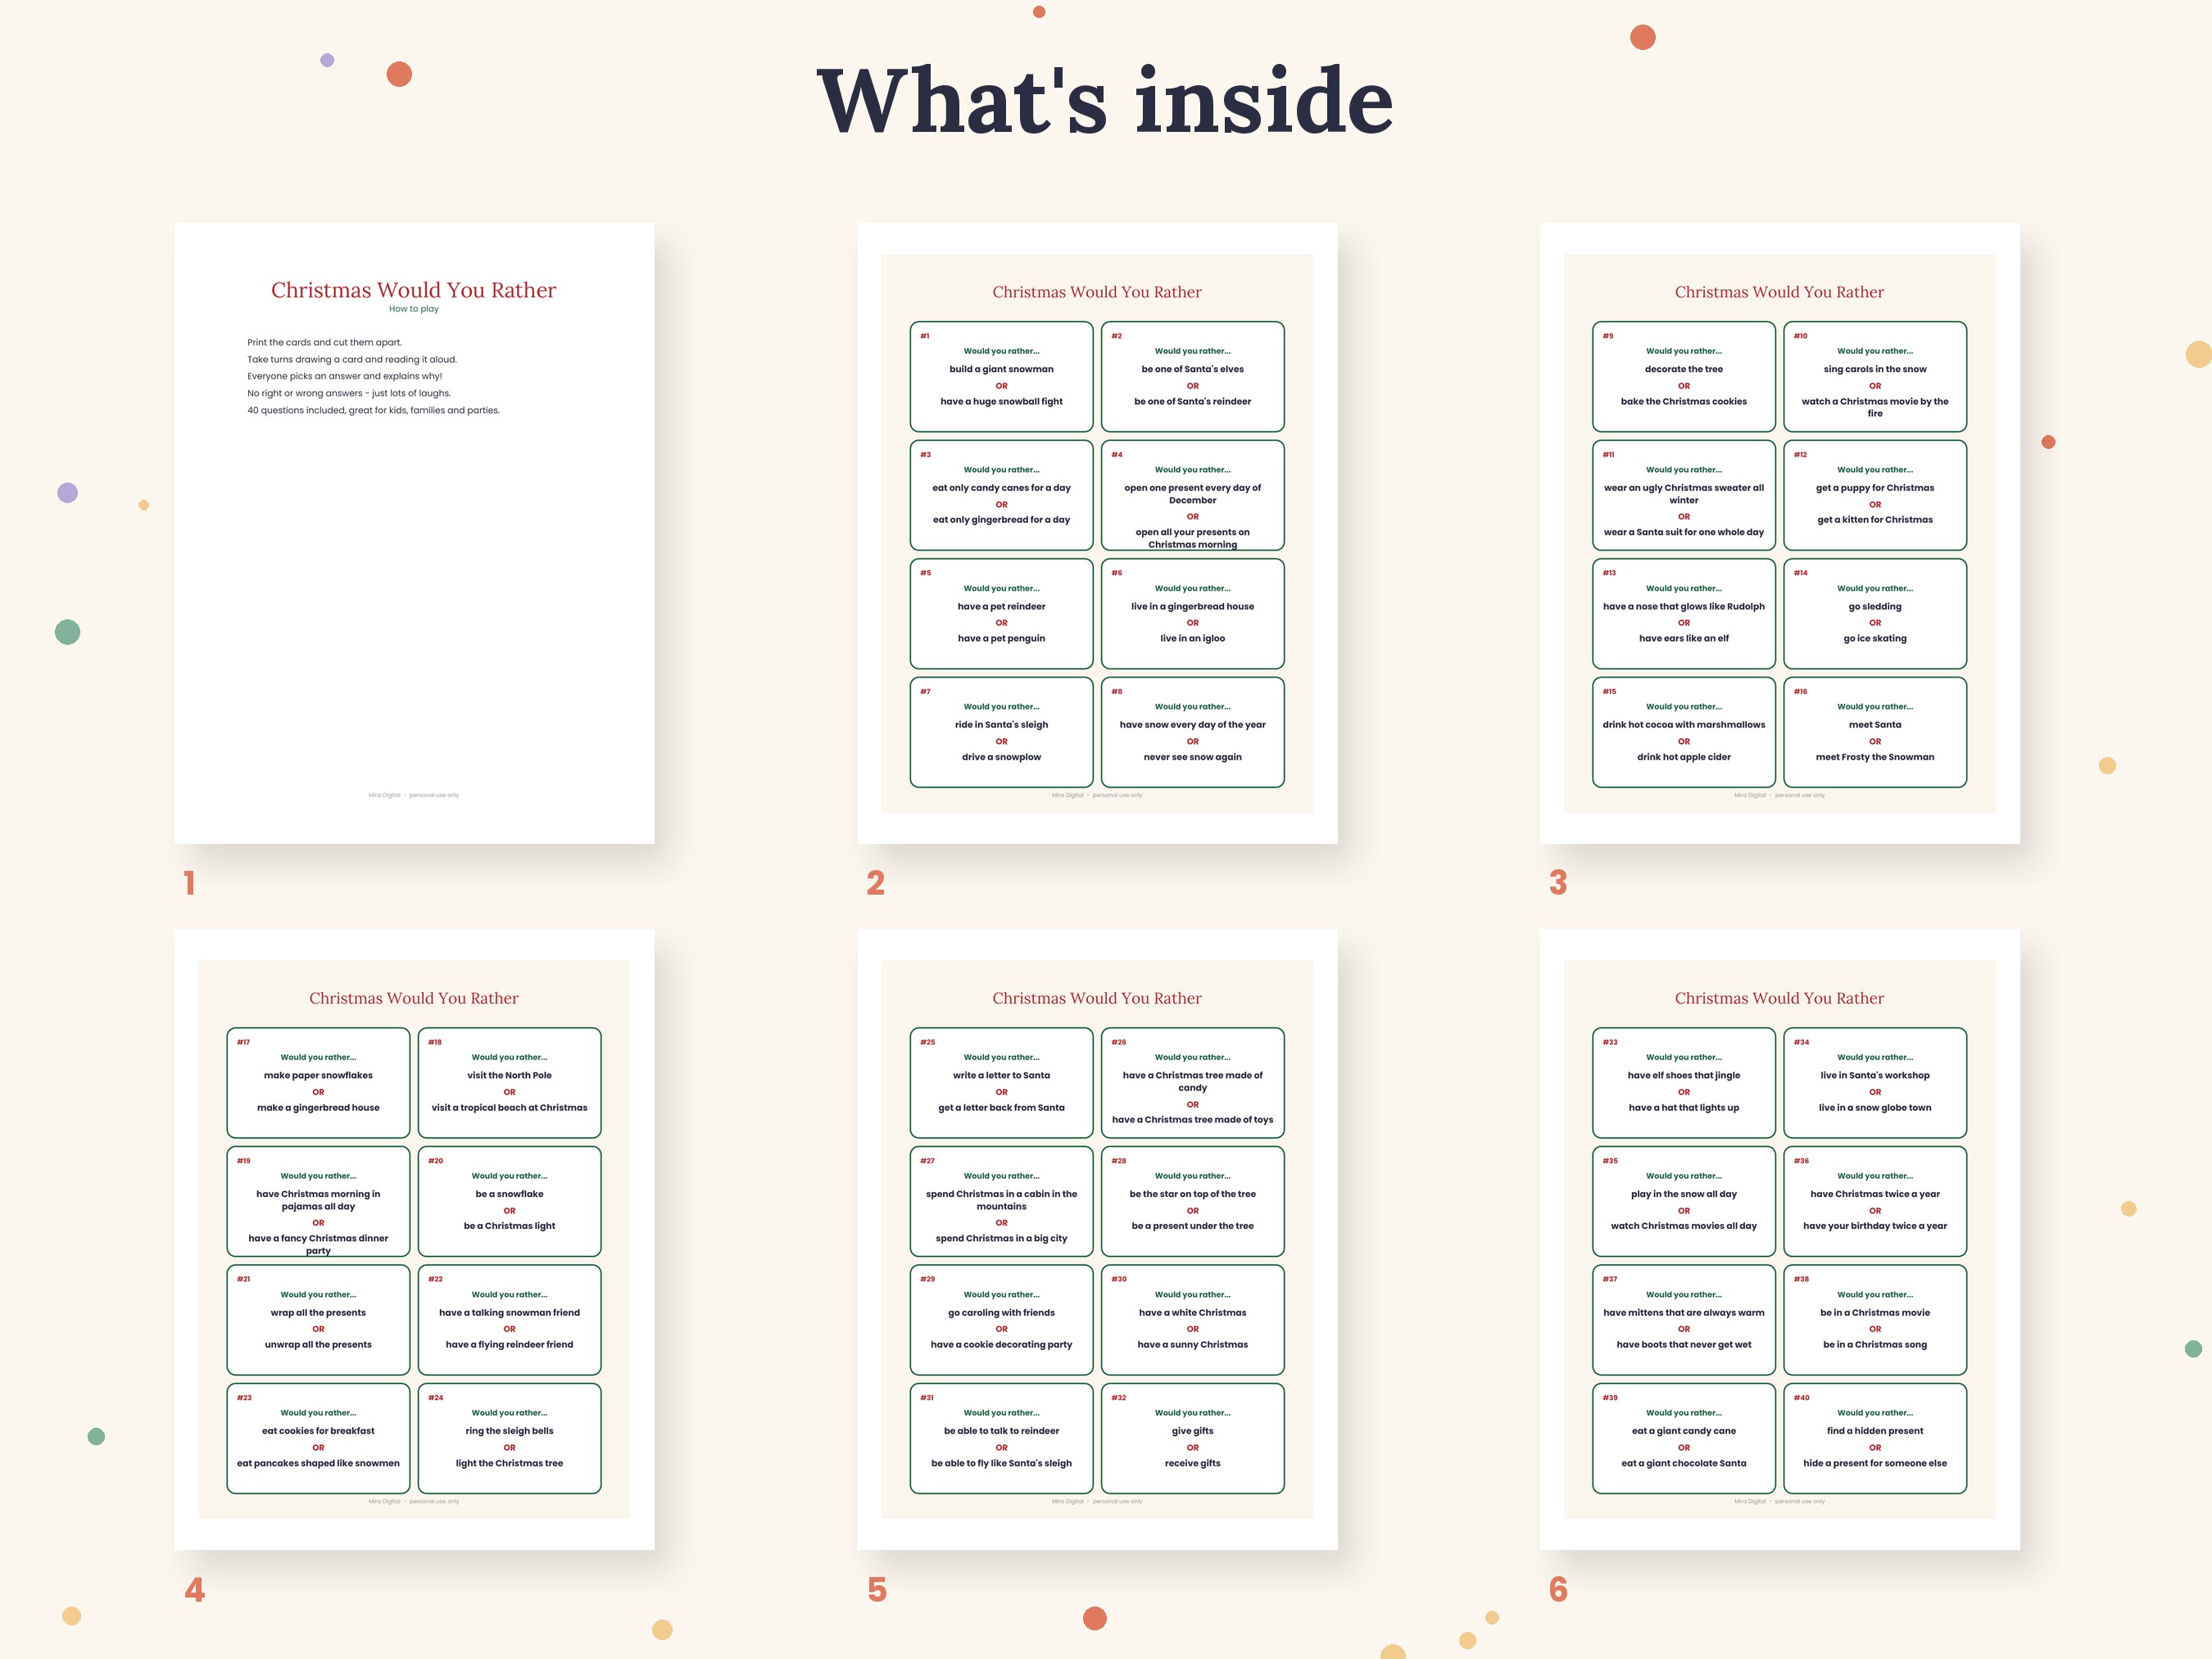 What's inside
Christmas Would You Rather
How to play
Print the cards and cut them apart.
Take turns drawing a card and reading it aloud.
Everyone picks an answer and explains why!
No right or wrong answers - just lots of laughs.
40 questions included, great for kids, families and parties.
Mira Digital - personal use only
1
Christmas Would You Rather
#1
Would you rather...
build a giant snowman
OR
have a huge snowball fight
#2
Would you rather...
be one of Santa's elves
OR
be one of Santa's reindeer
#3
Would you rather...
eat only candy canes for a day
OR
eat only gingerbread for a day
#4
Would you rather...
open one present every day of
December
OR
open all your presents on
Christmas morning
#5
Would you rather...
have a pet reindeer
OR
have a pet penguin
#6
Would you rather...
live in a gingerbread house
OR
live in an igloo
#7
Would you rather...
ride in Santa's sleigh
OR
drive a snowplow
#8
Would you rather...
have snow every day of the year
OR
never see snow again
Mira Digital - personal use only
2
Christmas Would You Rather
#9
Would you rather...
decorate the tree
OR
bake the Christmas cookies
#10
Would you rather...
sing carols in the snow
OR
watch a Christmas movie by the
fire
#11
Would you rather...
wear an ugly Christmas sweater all
winter
OR
wear a Santa suit for one whole day
#12
Would you rather...
get a puppy for Christmas
OR
get a kitten for Christmas
#13
Would you rather...
have a nose that glows like Rudolph
OR
have ears like an elf
#14
Would you rather...
go sledding
OR
go ice skating
#15
Would you rather...
drink hot cocoa with marshmallows
OR
drink hot apple cider
#16
Would you rather...
meet Santa
OR
meet Frosty the Snowman
Mira Digital - personal use only
3
Christmas Would You Rather
#17
Would you rather...
make paper snowflakes
OR
make a gingerbread house
#18
Would you rather...
visit the North Pole
OR
visit a tropical beach at Christmas
#19
Would you rather...
have Christmas morning in
pajamas all day
OR
have a fancy Christmas dinner
party
#20
Would you rather...
be a snowflake
OR
be a Christmas light
#21
Would you rather...
wrap all the presents
OR
unwrap all the presents
#22
Would you rather...
have a talking snowman friend
OR
have a flying reindeer friend
#23
Would you rather...
eat cookies for breakfast
OR
eat pancakes shaped like snowmen
#24
Would you rather...
ring the sleigh bells
OR
light the Christmas tree
Mira Digital - personal use only
4
Christmas Would You Rather
#25
Would you rather...
write a letter to Santa
OR
get a letter back from Santa
#26
Would you rather...
have a Christmas tree made of
candy
OR
have a Christmas tree made of toys
#27
Would you rather...
spend Christmas in a cabin in the
mountains
OR
spend Christmas in a big city
#28
Would you rather...
be the star on top of the tree
OR
be a present under the tree
#29
Would you rather...
go caroling with friends
OR
have a cookie decorating party
#30
Would you rather...
have a white Christmas
OR
have a sunny Christmas
#31
Would you rather...
be able to talk to reindeer
OR
be able to fly like Santa's sleigh
#32
Would you rather...
give gifts
OR
receive gifts
Mira Digital - personal use only
5
Christmas Would You Rather
#33
Would you rather...
have elf shoes that jingle
OR
have a hat that lights up
#34
Would you rather...
live in Santa's workshop
OR
live in a snow globe town
#35
Would you rather...
play in the snow all day
OR
watch Christmas movies all day
#36
Would you rather...
have Christmas twice a year
OR
have your birthday twice a year
#37
Would you rather...
have mittens that are always warm
OR
have boots that never get wet
#38
Would you rather...
be in a Christmas movie
OR
be in a Christmas song
#39
Would you rather...
eat a giant candy cane
OR
eat a giant chocolate Santa
#40
Would you rather...
find a hidden present
OR
hide a present for someone else
Mira Digital - personal use only
6